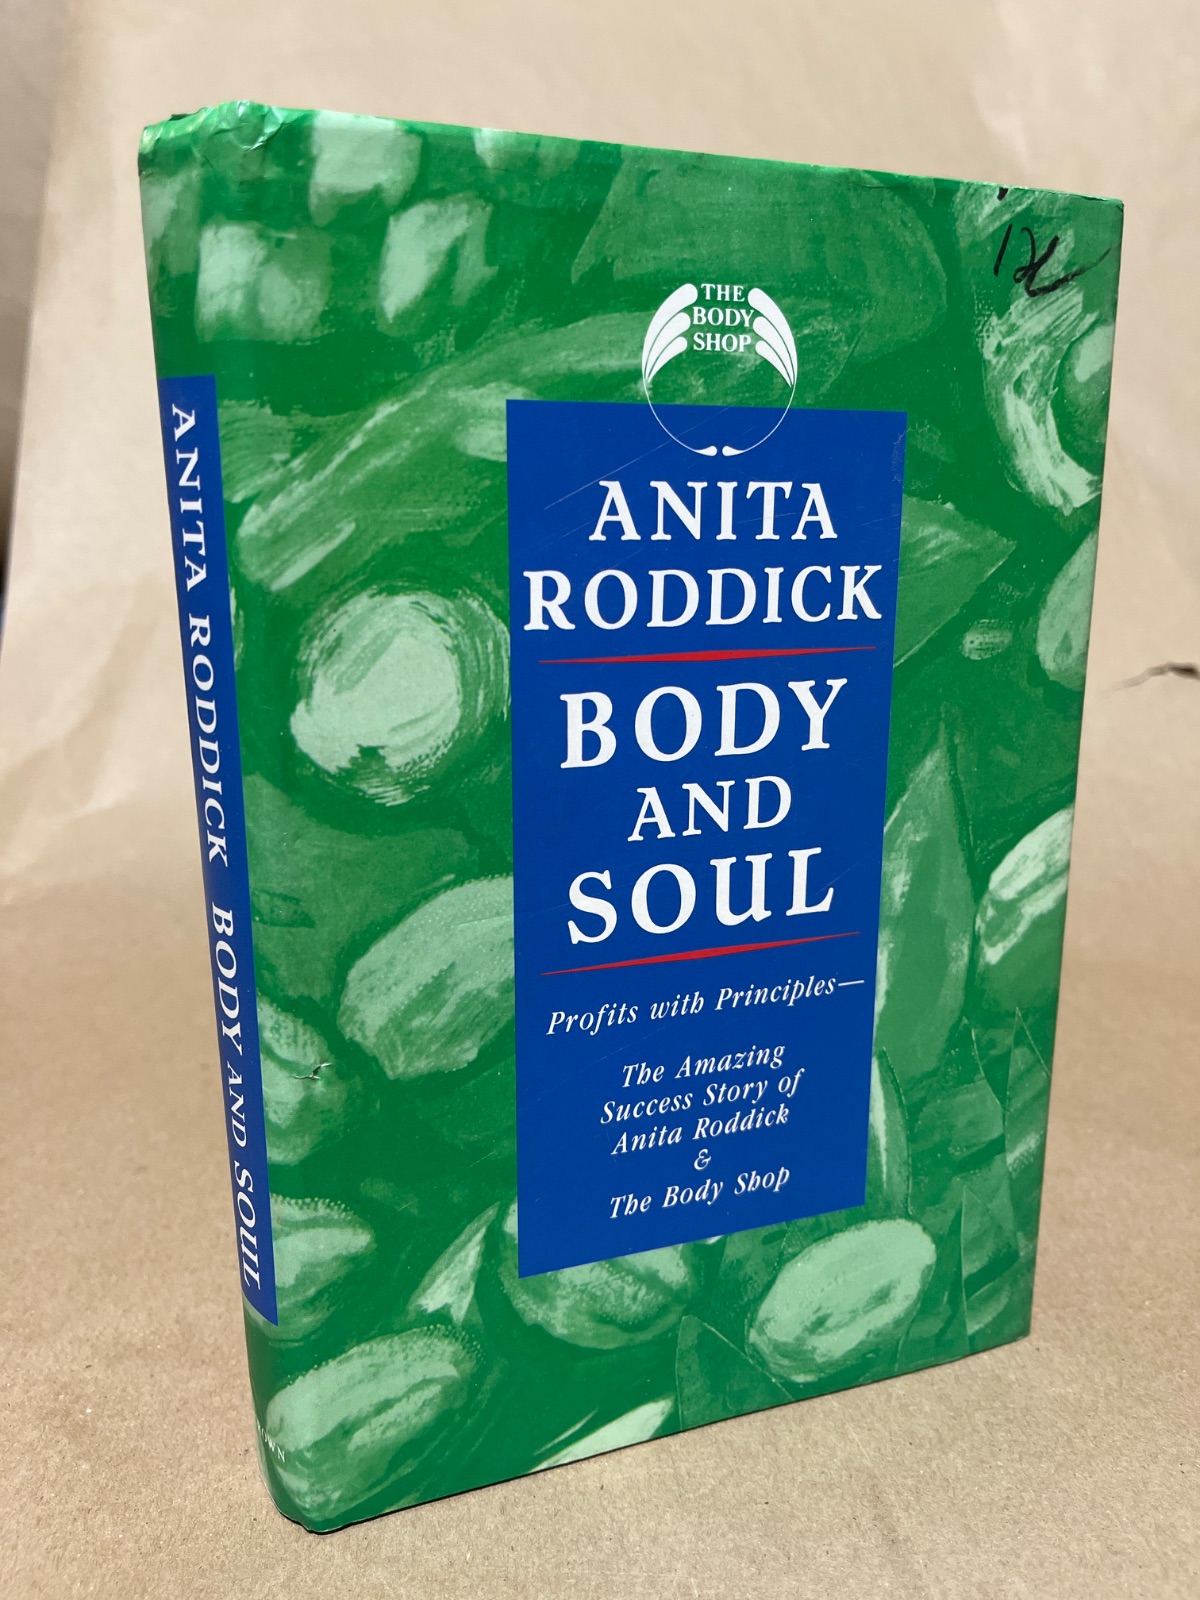 THE
BODY
SHOP
ANITA
RODDICK
BODY
AND
SOUL
Profits with Principles—
The Amazing
Success Story of
Anita Roddick
&
The Body Shop
ANITA RODDICK BODY AND SOUL